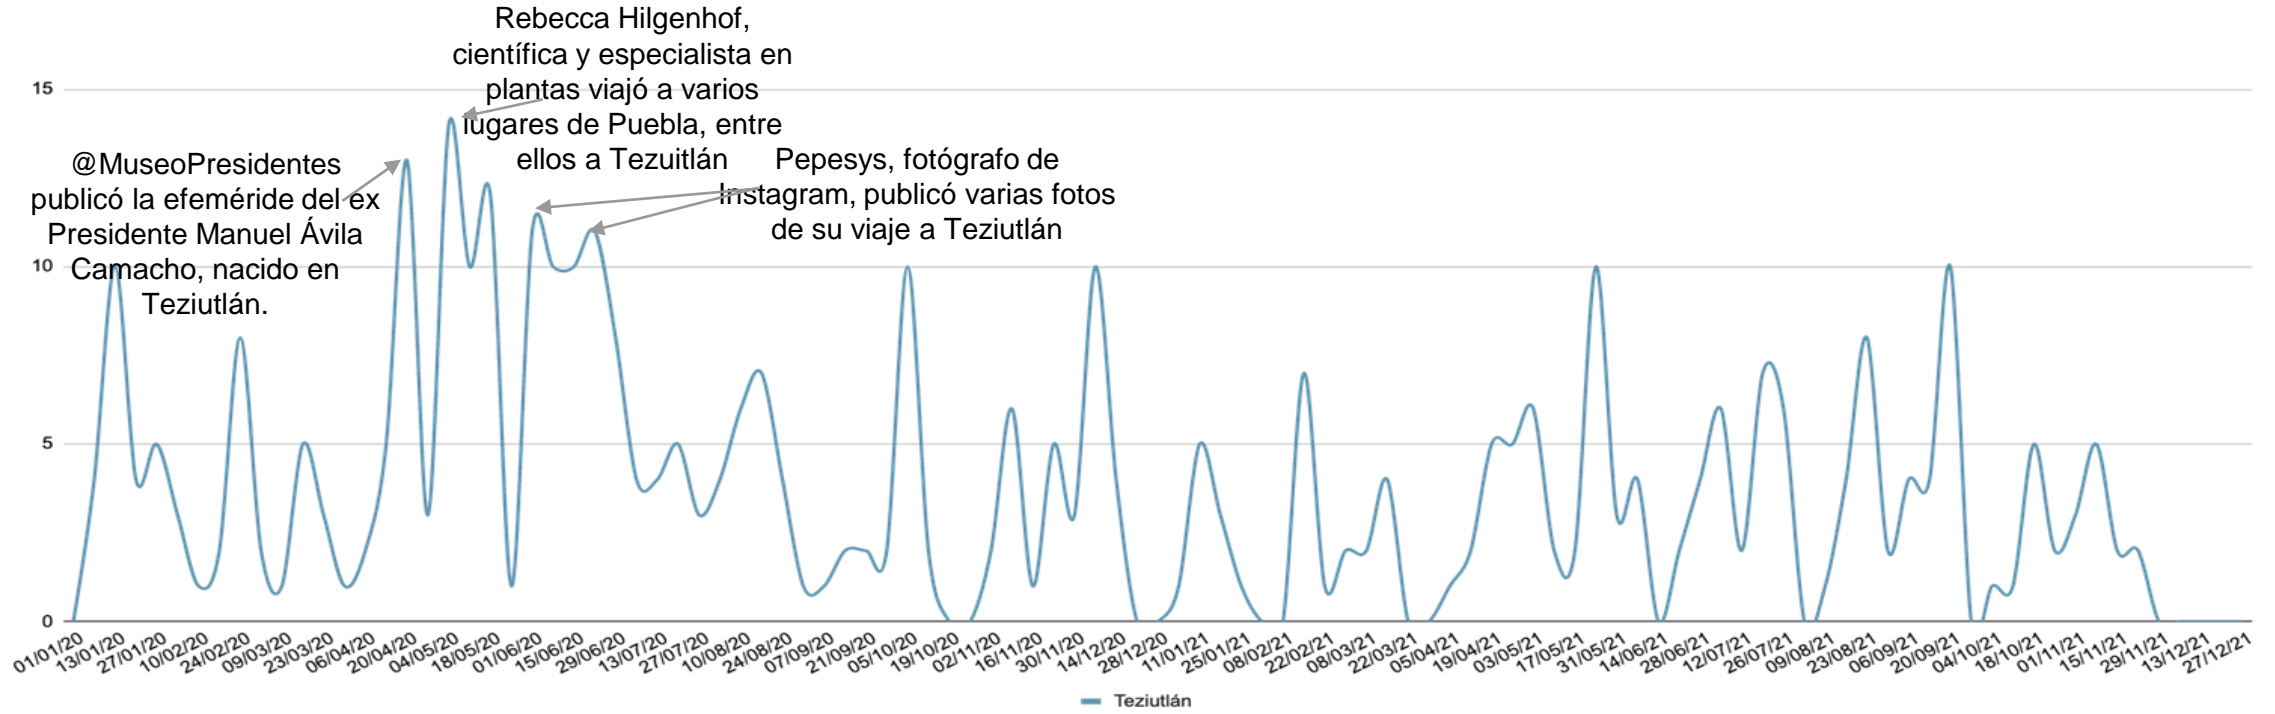 Rebecca Hilgenhof,
científica y especialista en
plantas viajó a varios
lugares de Puebla, entre
ellos a Tezuitlán
@MuseoPresidentes
publicó la efeméride del ex
Presidente Manuel Ávila
Camacho, nacido en
Teziutlán.
Pepesys, fotógrafo de
Instagram, publicó varias fotos
de su viaje a Teziutlán
15
10
5
0
01/01/20 13/01/20 27/01/20 10/02/20 24/02/20 09/03/20 23/03/20 06/04/20 20/04/20 04/05/20 18/05/20 01/06/20 15/06/20 29/06/20 13/07/20 27/07/20 10/08/20 24/08/20 07/09/20 21/09/20 05/10/20 19/10/20 02/11/20 16/11/20 30/11/20 14/12/20 28/12/20 11/01/21 25/01/21 08/02/21 22/02/21 08/03/21 22/03/21 05/04/21 19/04/21 03/05/21 17/05/21 31/05/21 14/06/21 28/06/21 12/07/21 26/07/21 09/08/21 23/08/21 06/09/21 20/09/21 04/10/21 18/10/21 01/11/21 15/11/21 29/11/21 13/12/21 27/12/21
Teziutlán